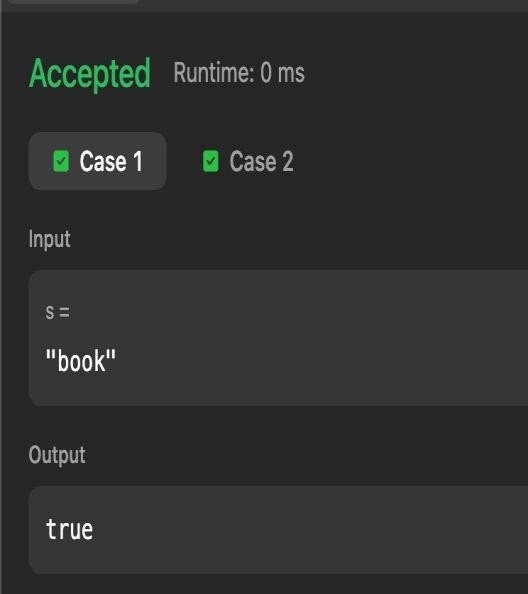 Accepted Runtime: 0 ms
Case 1 Case 2
Input
s =
"book"
Output
true